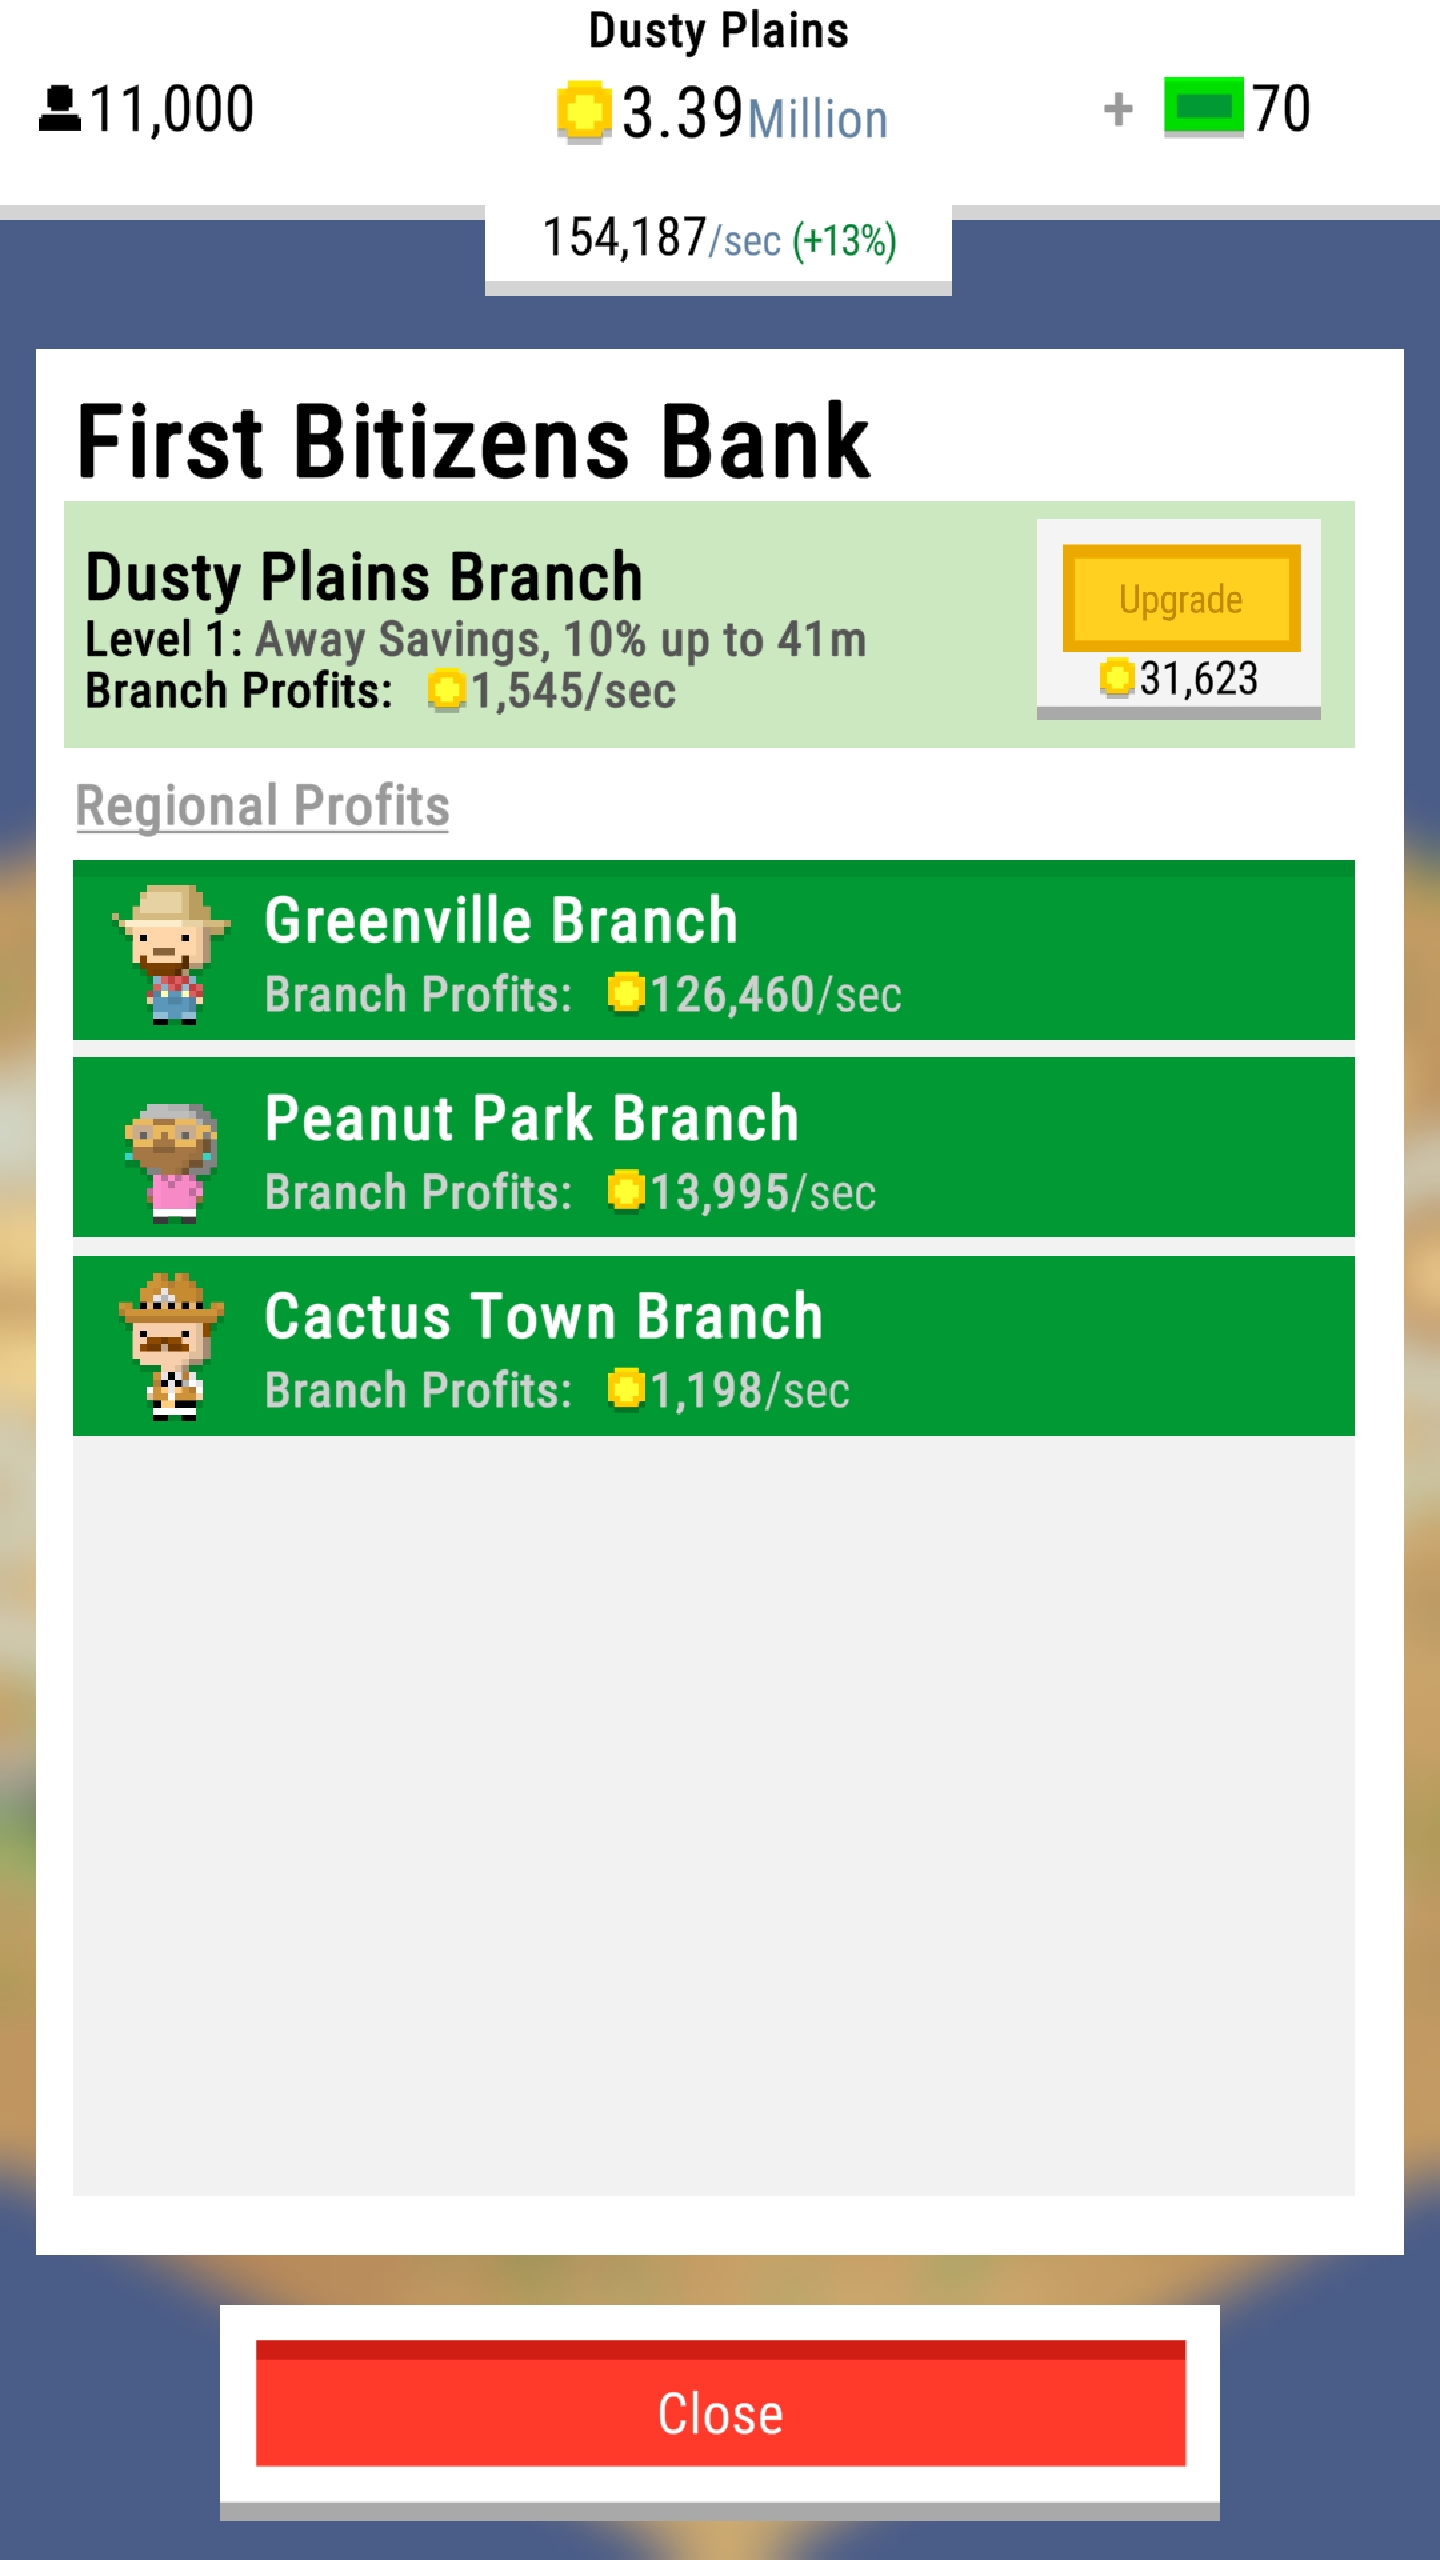 Dusty Plains
11,000
3.39Million
+ 70
154,187/sec (+13%)
First Bitizens Bank
Dusty Plains Branch
Level 1: Away Savings, 10% up to 41m
Branch Profits: 1,545/sec
Upgrade
31,623
Regional Profits
Greenville Branch
Branch Profits: 126,460/sec
Peanut Park Branch
Branch Profits: 13,995/sec
Cactus Town Branch
Branch Profits: 1,198/sec
Close